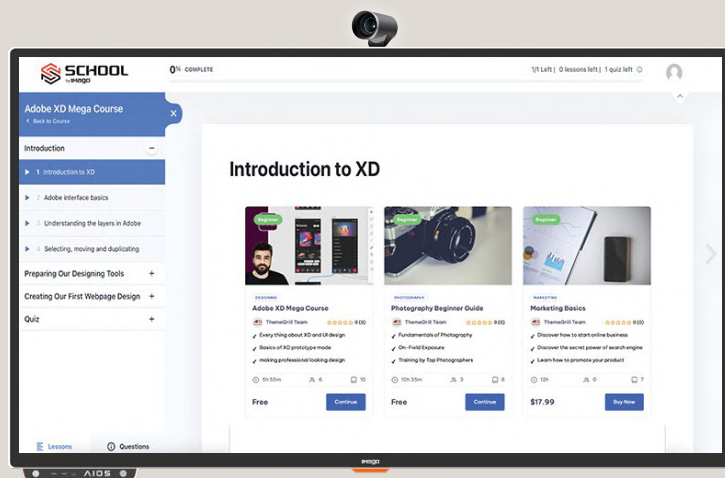 SCHOOL
by IMAGO
0% COMPLETE
1/1 Left | 0 lessons left | 1 quiz left
Adobe XD Mega Course
Back to Course
Introduction
1 Introduction to XD
2 Adobe interface basics
3 Understanding the layers in Adobe
4 Selecting, moving and duplicating
Preparing Our Designing Tools +
Creating Our First Webpage Design +
Quiz +
Lessons
Questions
Introduction to XD
Beginner
DESIGNING
Adobe XD Mega Course
ThemeGrill Team 0 (0)
Every thing about XD and UI design
Basics of XD prototype mode
making professional looking design
5h 55m 6 10
Free Continue
Beginner
PHOTOGRAPHY
Photography Beginner Guide
ThemeGrill Team 0 (0)
Fundamentals of Photography
On-Field Exposure
Training by Top Photographers
10h 35m 3 8
Free Continue
Beginner
MARKETING
Marketing Basics
ThemeGrill Team 0 (0)
Discover how to start online business
Discover the secret power of search engine
Learn how to promote your product
12h 0 7
$17.99 Buy Now
IMAGO
AIOS